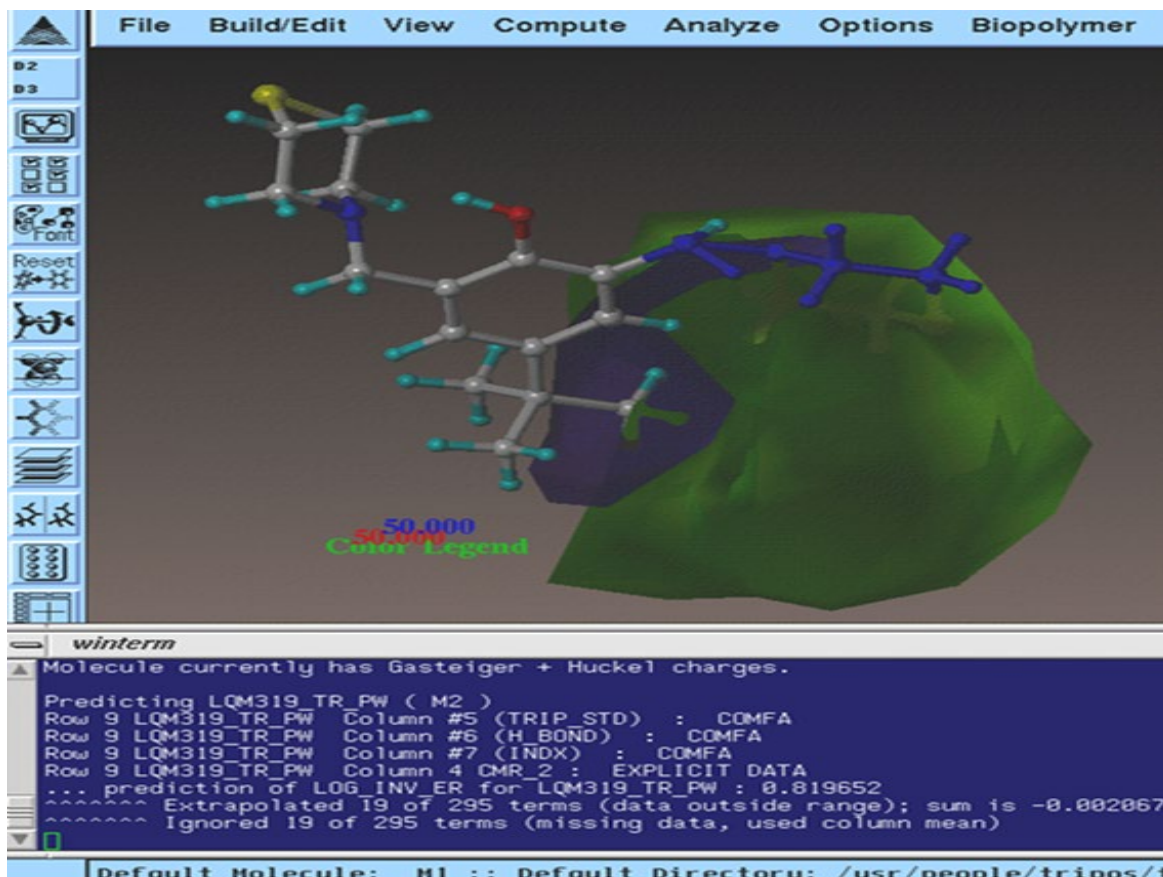 File Build/Edit View Compute Analyze Options Biopolymer
D2
D3
Font
Reset
50.000
50.000
Color Legend
winterm
Molecule currently has Gasteiger + Huckel charges.
Predicting LQM319_TR_PW ( M2 )
Row 9 LQM319_TR_PW Column #5 (TRIP_STD) : COMFA
Row 9 LQM319_TR_PW Column #6 (H_BOND) : COMFA
Row 9 LQM319_TR_PW Column #7 (INDX) : COMFA
Row 9 LQM319_TR_PW Column 4 CMR_2 : EXPLICIT DATA
... prediction of LOG_INV_ER for LQM319_TR_PW : 0.819652
^^^^^^^ Extrapolated 19 of 295 terms (data outside range); sum is -0.002067
^^^^^^^ Ignored 19 of 295 terms (missing data, used column mean)
Default Molecule: M1 :: Default Directory: /usr/people/tripos/